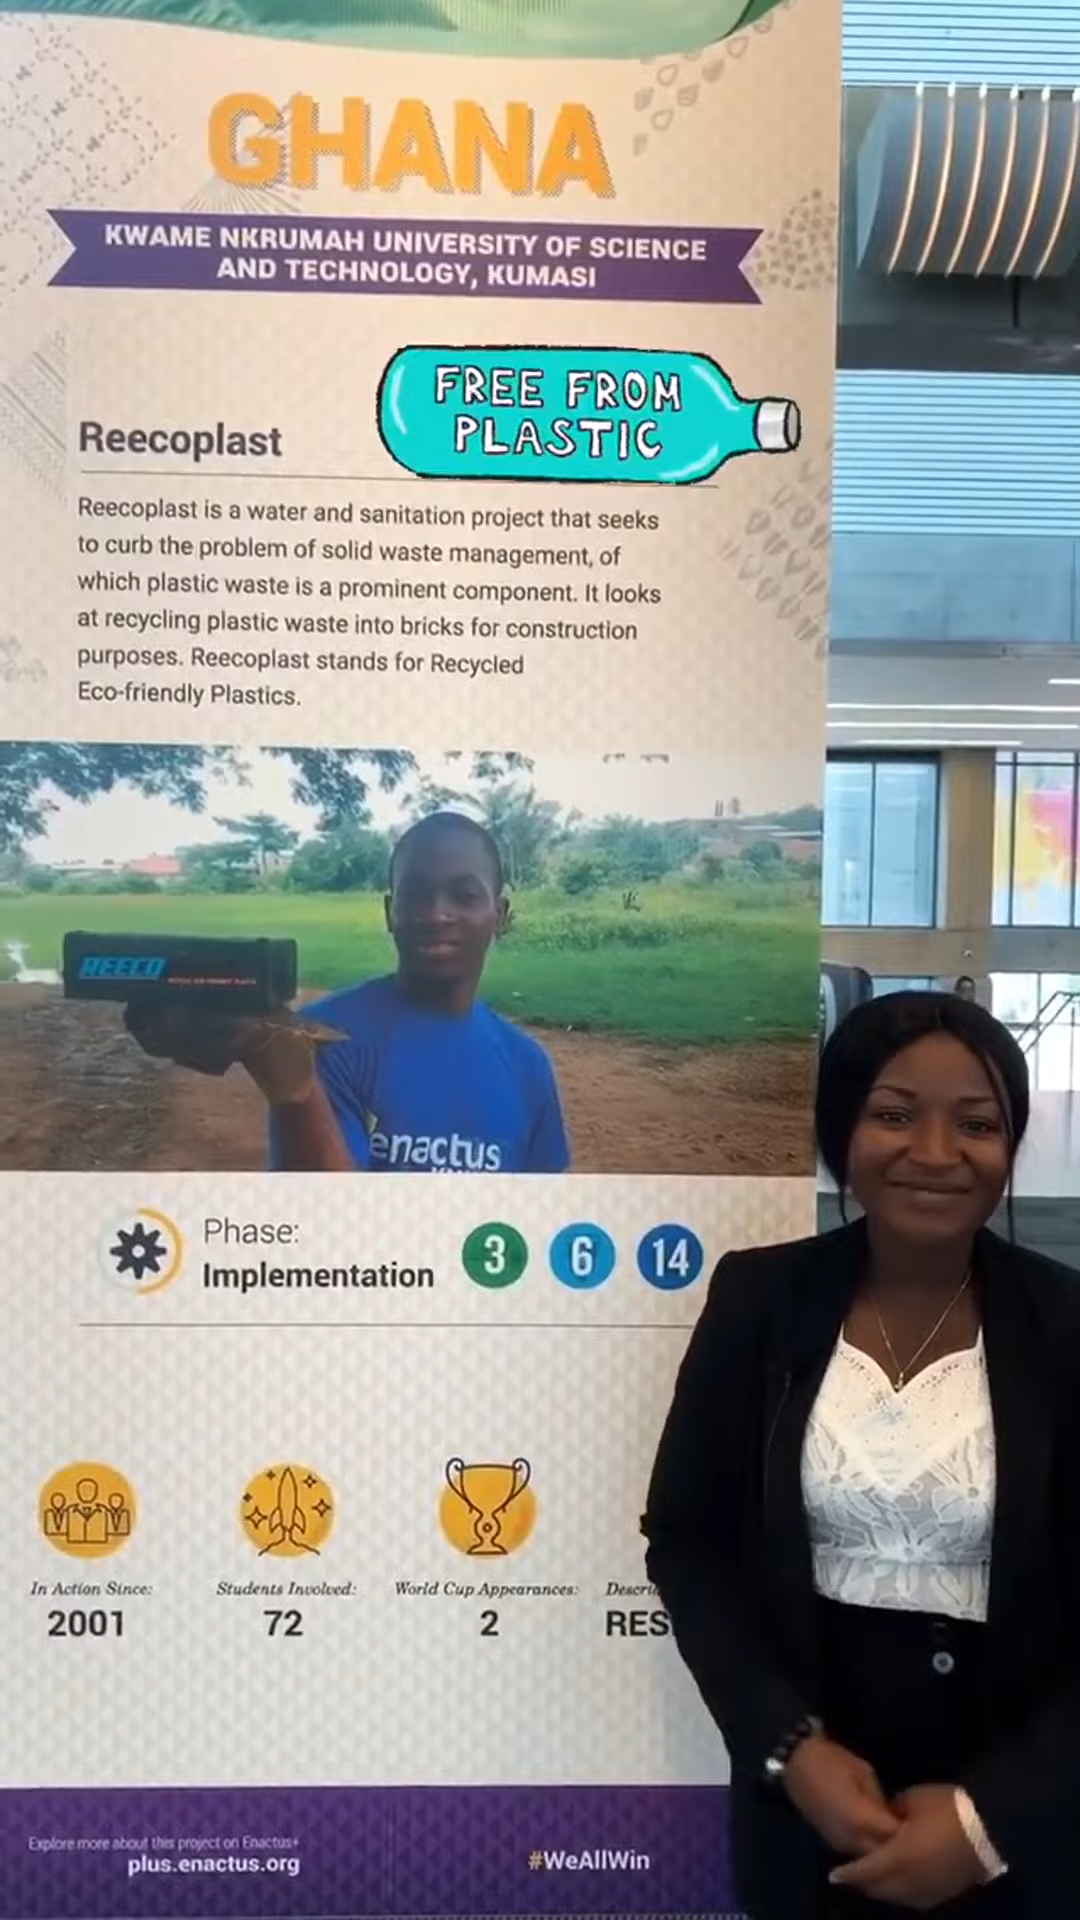 GHANA
KWAME NKRUMAH UNIVERSITY OF SCIENCE
AND TECHNOLOGY, KUMASI
FREE FROM
PLASTIC
Reecoplast
Reecoplast is a water and sanitation project that seeks
to curb the problem of solid waste management, of
which plastic waste is a prominent component. It looks
at recycling plastic waste into bricks for construction
purposes. Reecoplast stands for Recycled
Eco-friendly Plastics.
REECO
enactus
Phase:
Implementation
3 6 14
In Action Since:
2001
Students Involved:
72
World Cup Appearances:
2
Explore more about this project on Enactus+
plus.enactus.org
#WeAllWin